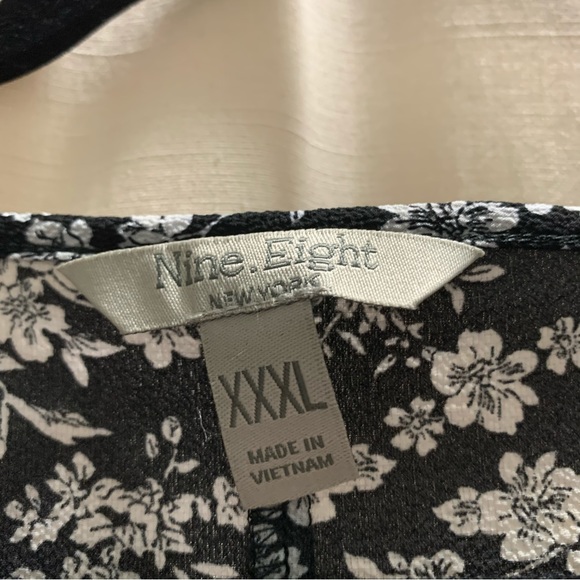 Nine.Eight
NEW YORK
XXXL
MADE IN
VIETNAM